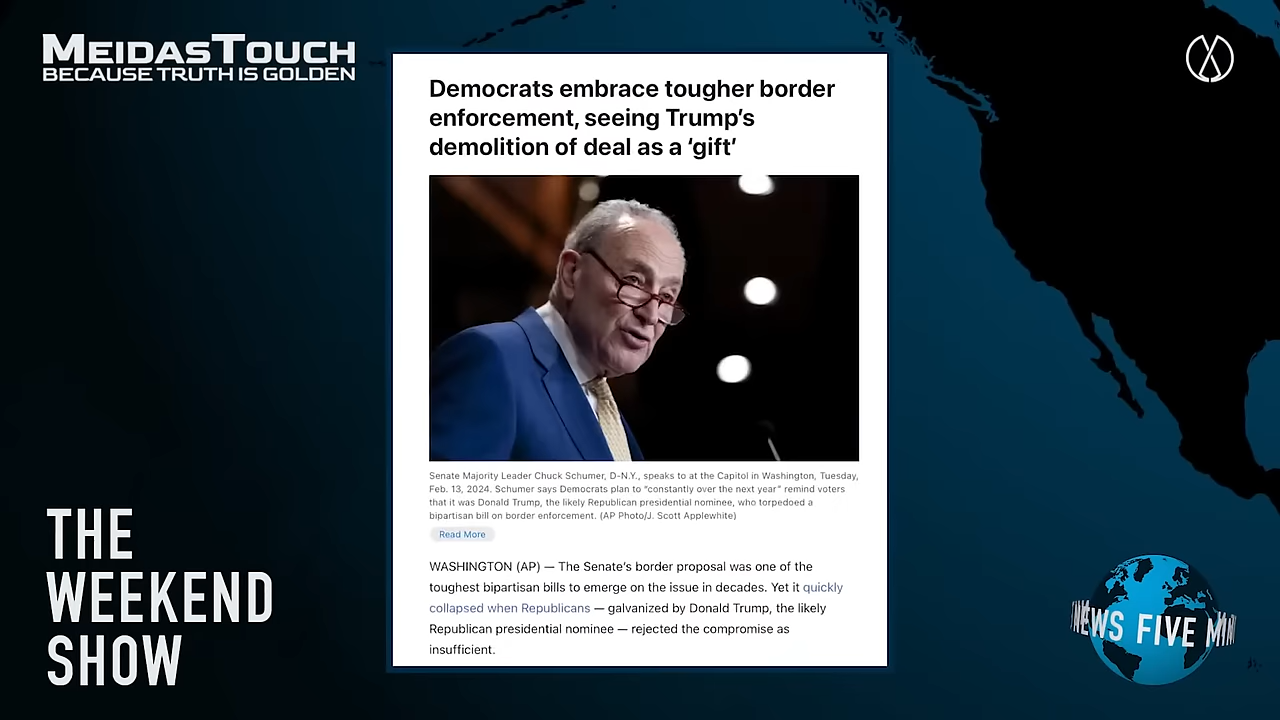 MEIDASTOUCH
BECAUSE TRUTH IS GOLDEN
Democrats embrace tougher border
enforcement, seeing Trump's
demolition of deal as a 'gift'
Senate Majority Leader Chuck Schumer, D-N.Y., speaks to at the Capitol in Washington, Tuesday,
Feb. 13, 2024. Schumer says Democrats plan to "constantly over the next year" remind voters
that it was Donald Trump, the likely Republican presidential nominee, who torpedoed a
bipartisan bill on border enforcement. (AP Photo/J. Scott Applewhite)
Read More
WASHINGTON (AP) — The Senate's border proposal was one of the
toughest bipartisan bills to emerge on the issue in decades. Yet it quickly
collapsed when Republicans — galvanized by Donald Trump, the likely
Republican presidential nominee — rejected the compromise as
insufficient.
THE
WEEKEND
SHOW
NEWS FIVE MIN